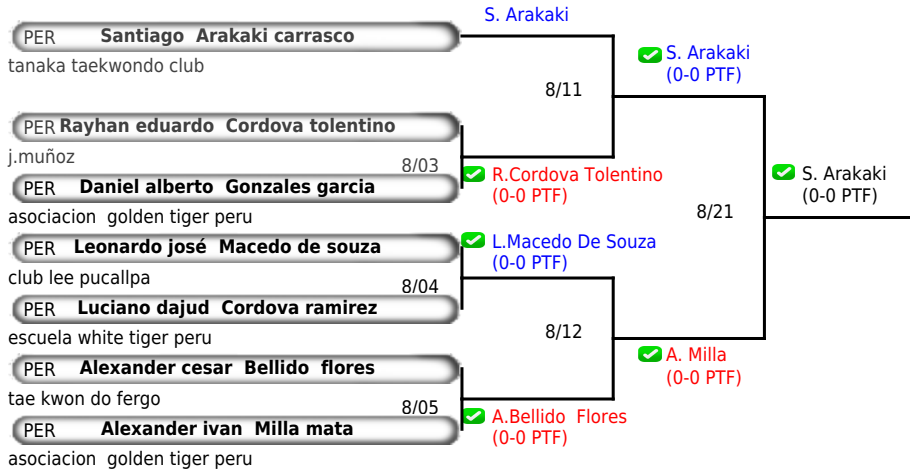 S. Arakaki
PER Santiago Arakaki carrasco
tanaka taekwondo club
S. Arakaki
(0-0 PTF)
8/11
PER Rayhan eduardo Cordova tolentino
j.muñoz
8/03
R.Cordova Tolentino
(0-0 PTF)
PER Daniel alberto Gonzales garcia
asociacion golden tiger peru
S. Arakaki
(0-0 PTF)
8/21
PER Leonardo josé Macedo de souza
club lee pucallpa
L.Macedo De Souza
(0-0 PTF)
8/04
PER Luciano dajud Cordova ramirez
escuela white tiger peru
8/12
A. Milla
(0-0 PTF)
PER Alexander cesar Bellido flores
tae kwon do fergo
8/05
A.Bellido Flores
(0-0 PTF)
PER Alexander ivan Milla mata
asociacion golden tiger peru